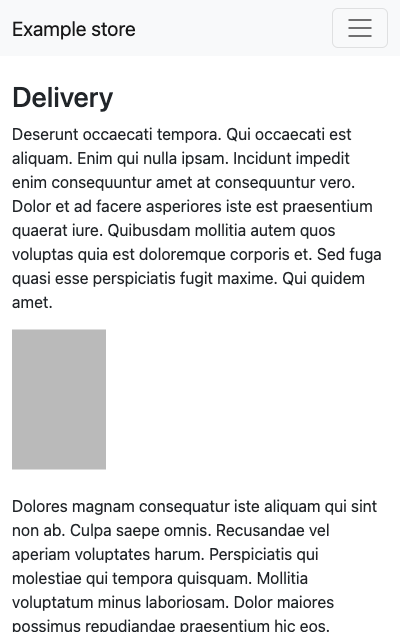 Example store
Delivery
Deserunt occaecati tempora. Qui occaecati est
aliquam. Enim qui nulla ipsam. Incidunt impedit
enim consequuntur amet at consequuntur vero.
Dolor et ad facere asperiores iste est praesentium
quaerat iure. Quibusdam mollitia autem quos
voluptas quia est doloremque corporis et. Sed fuga
quasi esse perspiciatis fugit maxime. Qui quidem
amet.
Dolores magnam consequatur iste aliquam qui sint
non ab. Culpa saepe omnis. Recusandae vel
aperiam voluptates harum. Perspiciatis qui
molestiae qui tempora quisquam. Mollitia
voluptatum minus laboriosam. Dolor maiores
possimus repudiandae praesentium hic eos.